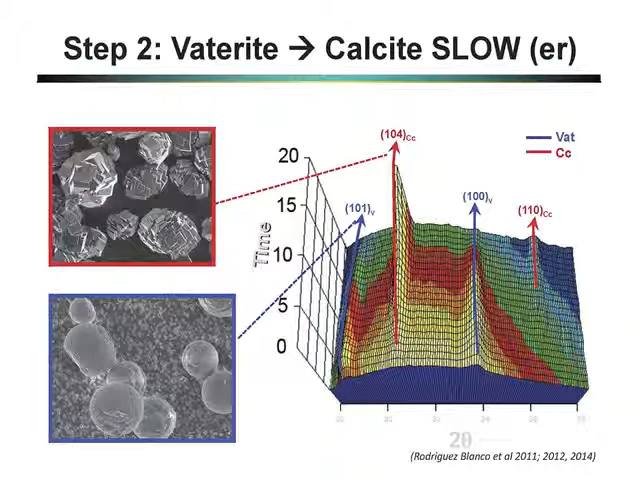 Step 2: Vaterite → Calcite SLOW (er)
(104)Cc
Vat
Cc
20
15
10
5
0
Time
(101)V
(100)V
(110)Cc
2θ
(Rodriguez Blanco et al 2011; 2012, 2014)